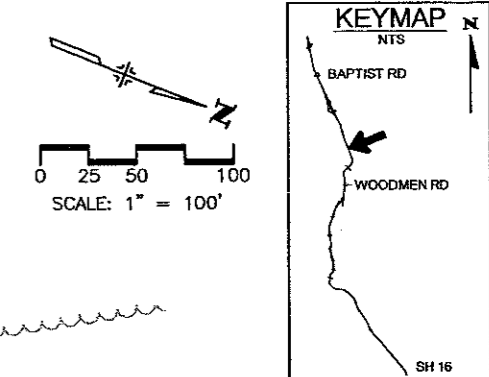 KEYMAP
N
NTS
BAPTIST RD
WOODMEN RD
SH 16
N
0 25 50 100
SCALE: 1" = 100'